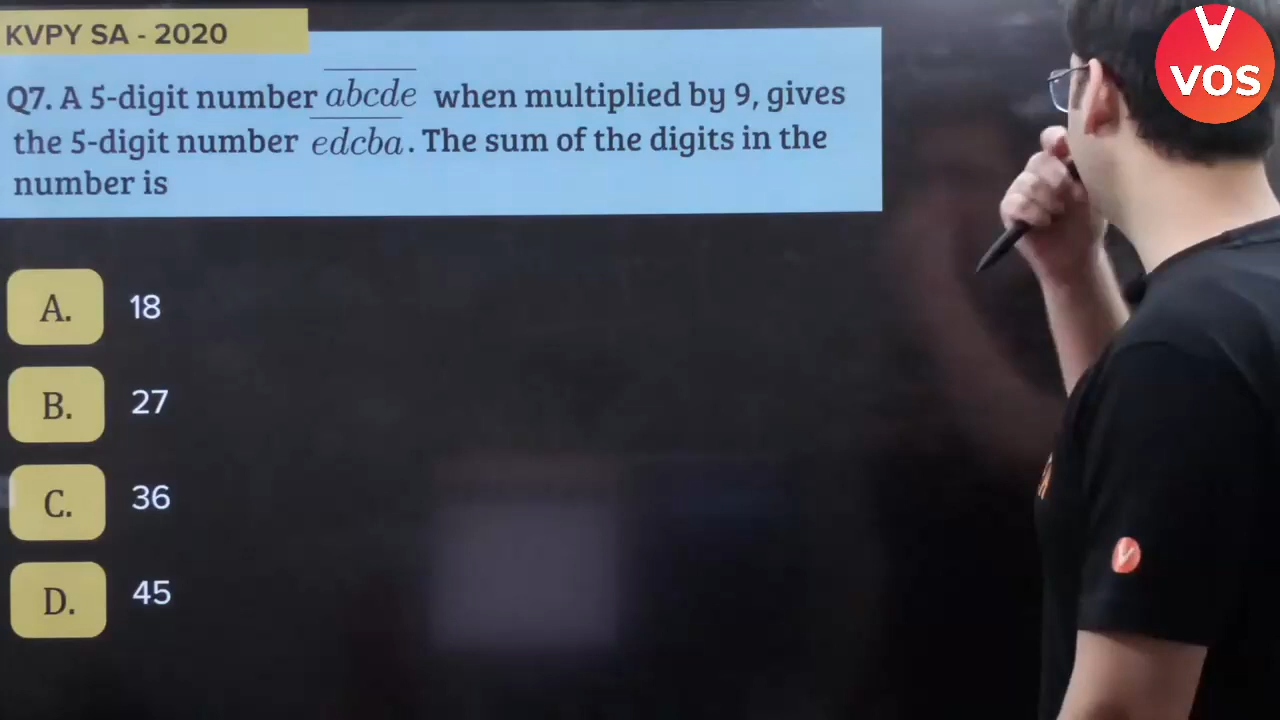 KVPY SA - 2020
Q7. A 5-digit number abcde when multiplied by 9, gives
the 5-digit number edcba. The sum of the digits in the
number is
A. 18
B. 27
C. 36
D. 45
VOS